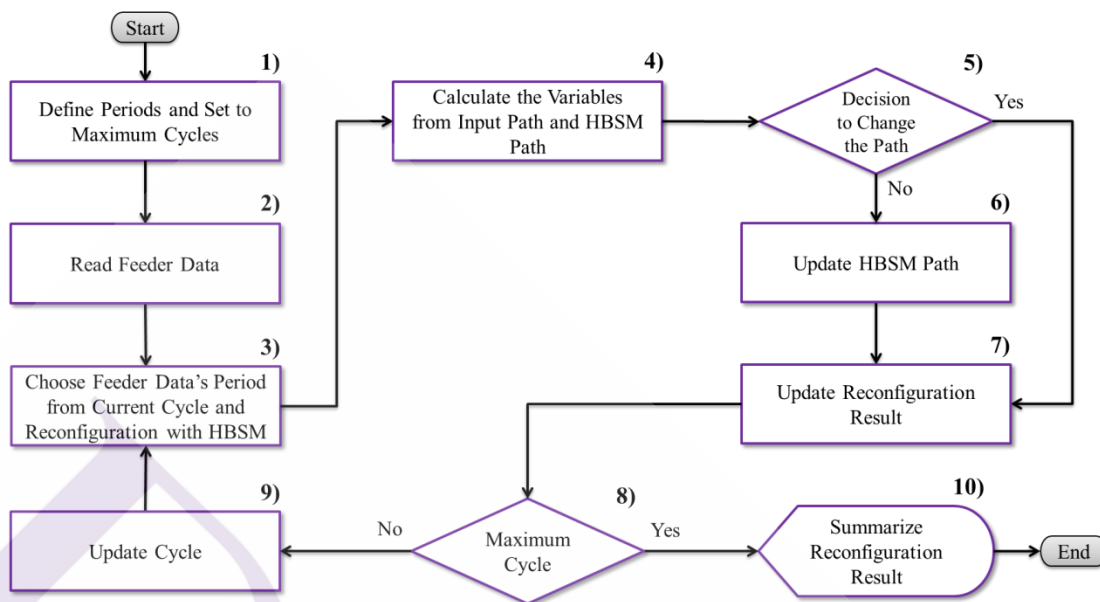 Start
1)
Define Periods and Set to
Maximum Cycles
2)
Read Feeder Data
3)
Choose Feeder Data's Period
from Current Cycle and
Reconfiguration with HBSM
4)
Calculate the Variables
from Input Path and HBSM
Path
5)
Decision
to Change
the Path
Yes
No
6)
Update HBSM Path
7)
Update Reconfiguration
Result
8)
Maximum
Cycle
No
Yes
9)
Update Cycle
10)
Summarize
Reconfiguration
Result
End